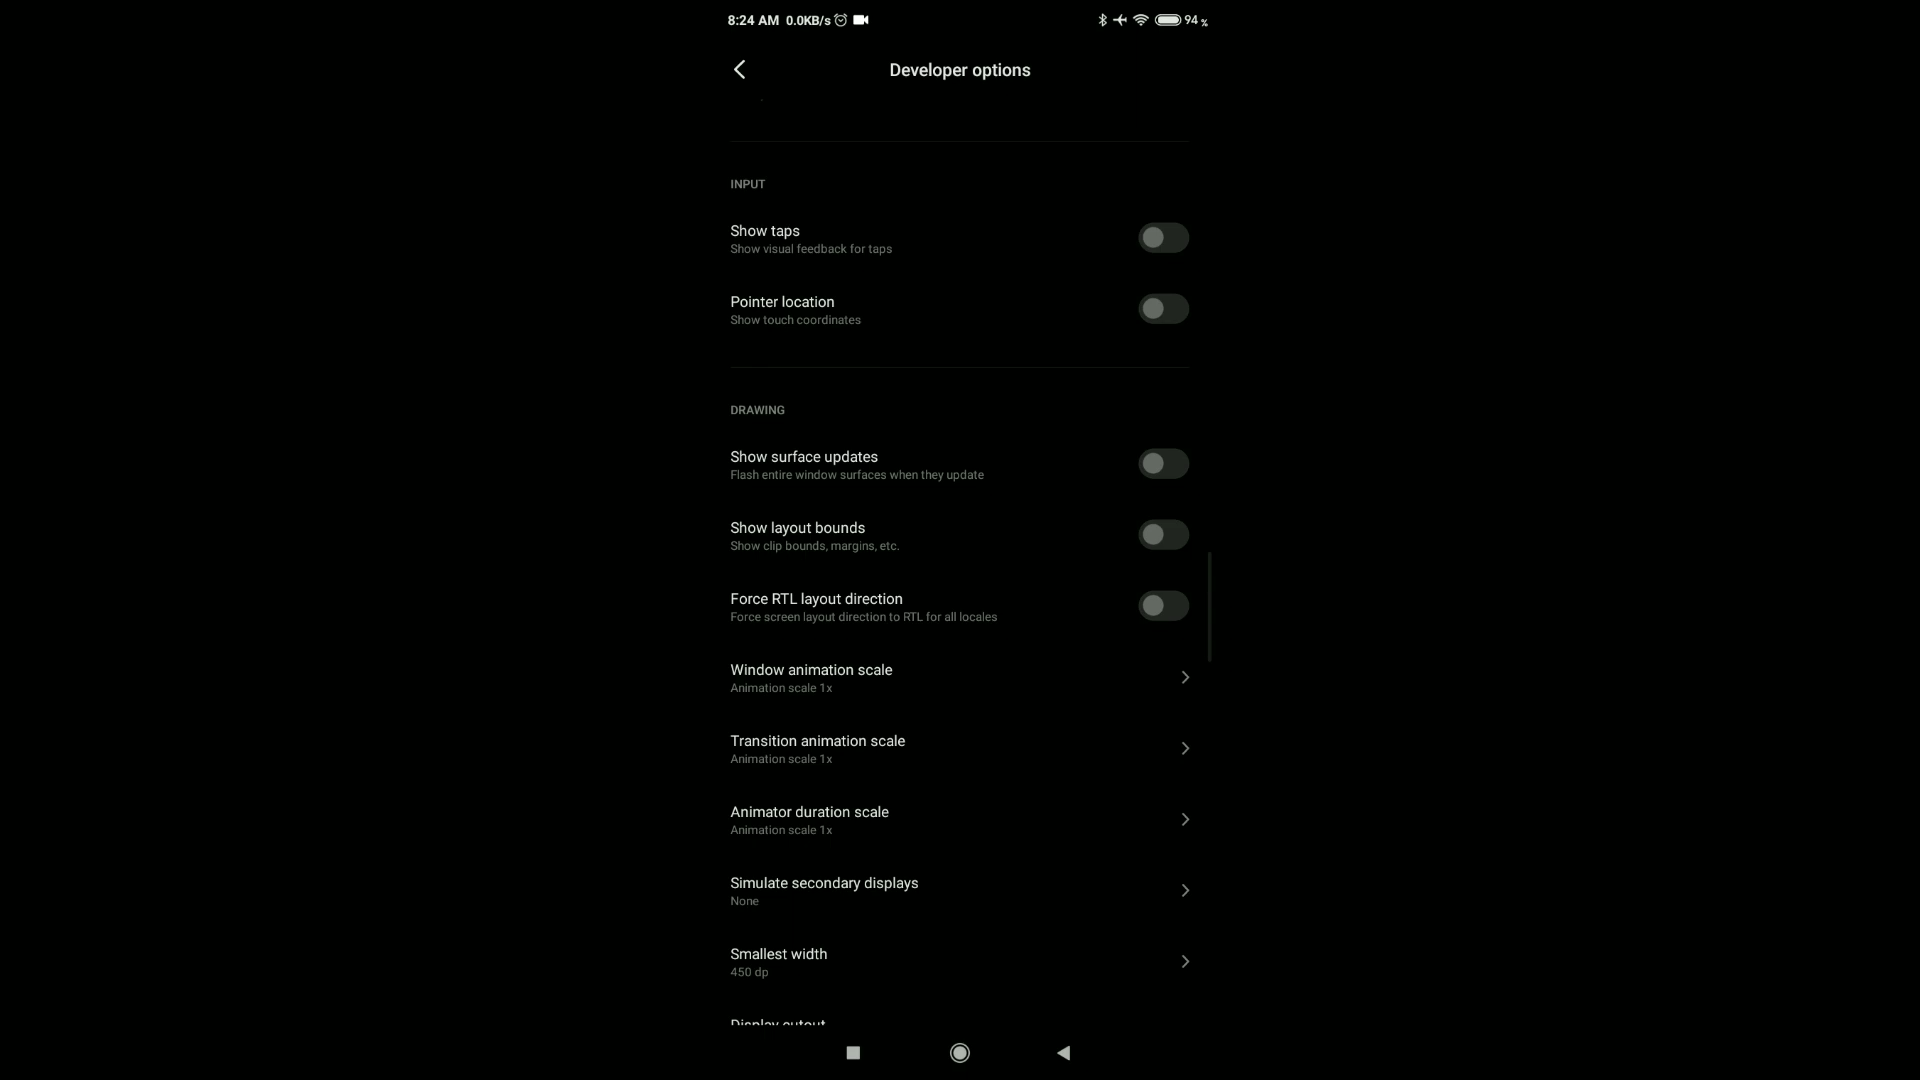 8:24 AM 0.0KB/s 94 %
Developer options
INPUT
Show taps
Show visual feedback for taps
Pointer location
Show touch coordinates
DRAWING
Show surface updates
Flash entire window surfaces when they update
Show layout bounds
Show clip bounds, margins, etc.
Force RTL layout direction
Force screen layout direction to RTL for all locales
Window animation scale
Animation scale 1x
Transition animation scale
Animation scale 1x
Animator duration scale
Animation scale 1x
Simulate secondary displays
None
Smallest width
450 dp
Display cutout